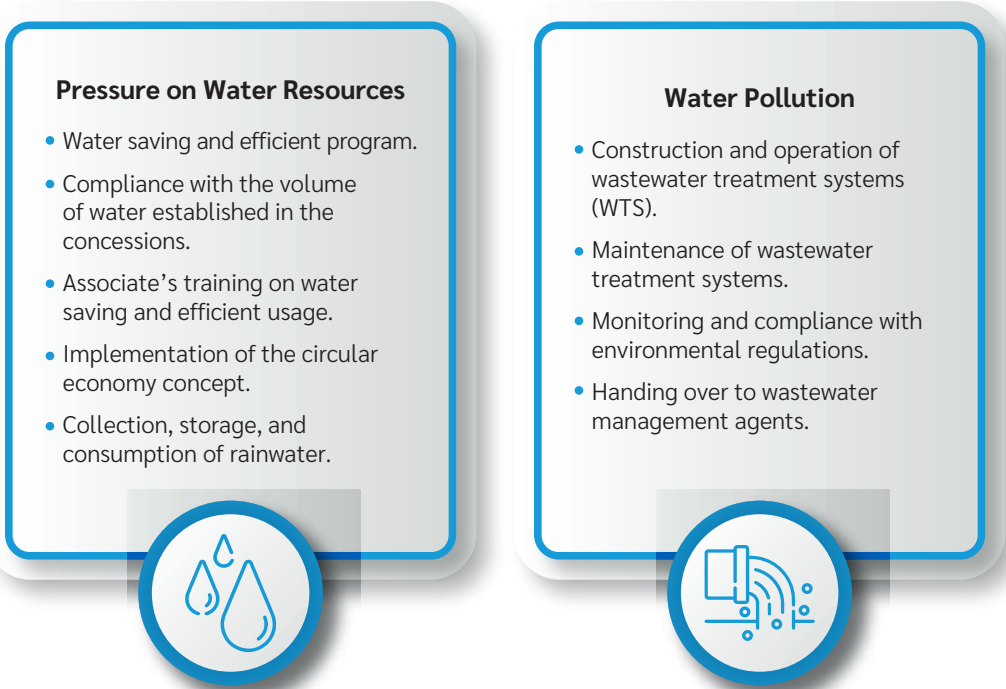 Pressure on Water Resources
• Water saving and efficient program.
• Compliance with the volume
of water established in the
concessions.
• Associate's training on water
saving and efficient usage.
• Implementation of the circular
economy concept.
• Collection, storage, and
consumption of rainwater.
Water Pollution
• Construction and operation of
wastewater treatment systems
(WTS).
• Maintenance of wastewater
treatment systems.
• Monitoring and compliance with
environmental regulations.
• Handing over to wastewater
management agents.